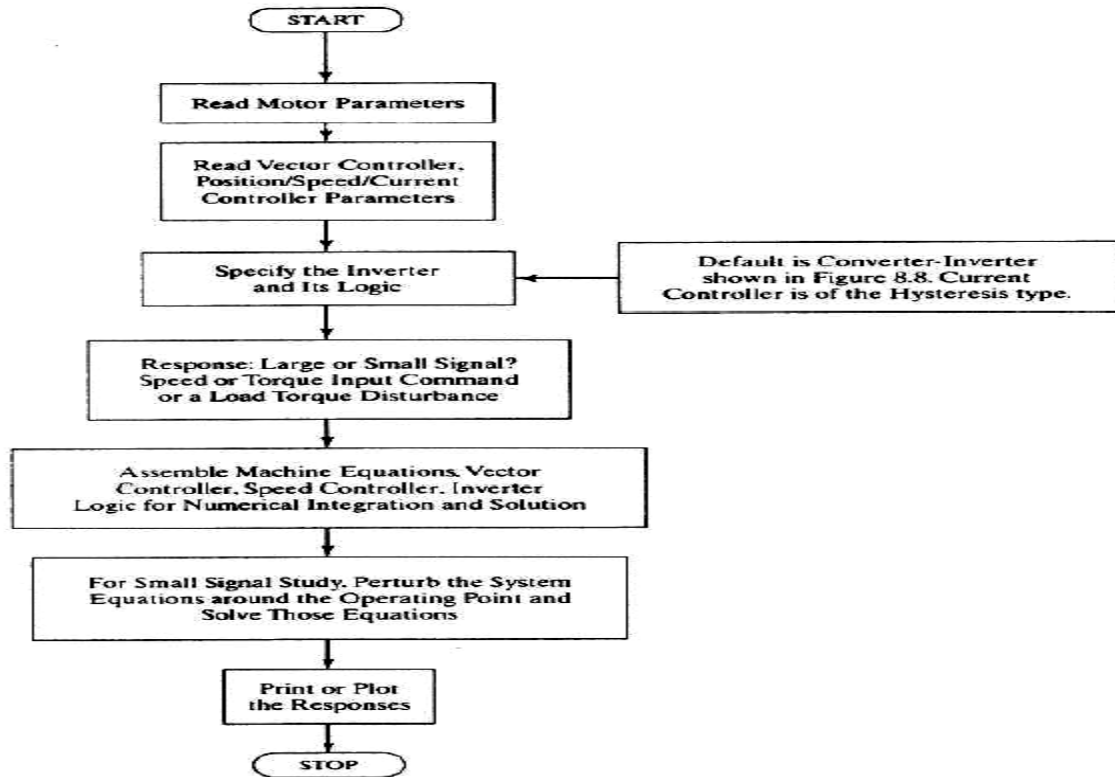 START
Read Motor Parameters
Read Vector Controller,
Position/Speed/Current
Controller Parameters
Specify the Inverter
and Its Logic
Default is Converter-Inverter
shown in Figure 8.8. Current
Controller is of the Hysteresis type.
Response: Large or Small Signal?
Speed or Torque Input Command
or a Load Torque Disturbance
Assemble Machine Equations, Vector
Controller, Speed Controller, Inverter
Logic for Numerical Integration and Solution
For Small Signal Study, Perturb the System
Equations around the Operating Point and
Solve Those Equations
Print or Plot
the Responses
STOP